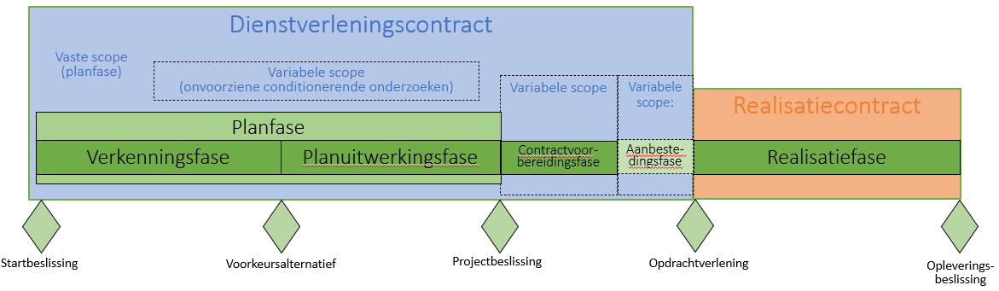 Dienstverleningscontract
Vaste scope
(planfase)
Variabele scope
(onvoorziene conditionerende onderzoeken)
Variabele scope
Variabele
scope:
Realisatiecontract
Planfase
Verkenningsfase
Planuitwerkingsfase
Contractvoor-
bereidingsfase
Aanbeste-
dingsfase
Realisatiefase
Startbeslissing
Voorkeursalternatief
Projectbeslissing
Opdrachtverlening
Opleverings-
beslissing